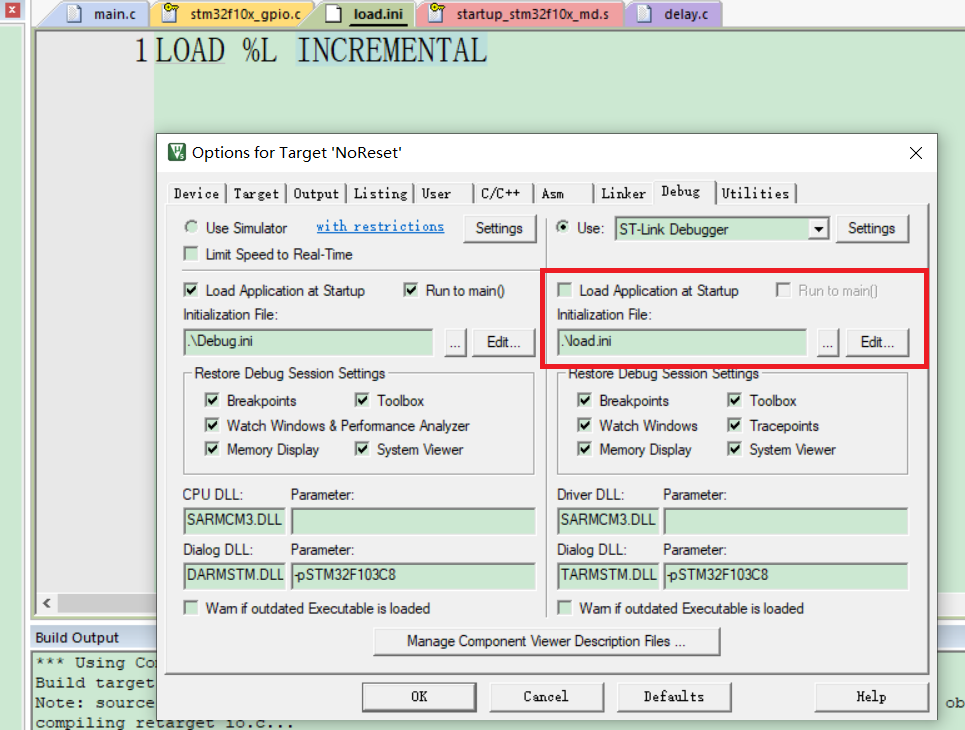 main.c stm32f10x_gpio.c load.ini startup_stm32f10x_md.s delay.c
1 LOAD %L INCREMENTAL
Options for Target 'NoReset'
Device Target Output Listing User C/C++ Asm Linker Debug Utilities
Use Simulator with restrictions Settings
Use: ST-Link Debugger Settings
Limit Speed to Real-Time
Load Application at Startup Run to main()
Initialization File:
.\Debug.ini ... Edit...
Load Application at Startup Run to main()
Initialization File:
.\load.ini ... Edit...
Restore Debug Session Settings
Breakpoints Toolbox
Watch Windows & Performance Analyzer
Memory Display System Viewer
Restore Debug Session Settings
Breakpoints Toolbox
Watch Windows Tracepoints
Memory Display System Viewer
CPU DLL: Parameter:
SARMCM3.DLL
Dialog DLL: Parameter:
DARMSTM.DLL -pSTM32F103C8
Warn if outdated Executable is loaded
Driver DLL: Parameter:
SARMCM3.DLL
Dialog DLL: Parameter:
TARMSTM.DLL -pSTM32F103C8
Warn if outdated Executable is loaded
Manage Component Viewer Description Files ...
OK Cancel Defaults Help
Build Output
*** Using Co
Build target
Note: source ob
compiling retarget_io.c...